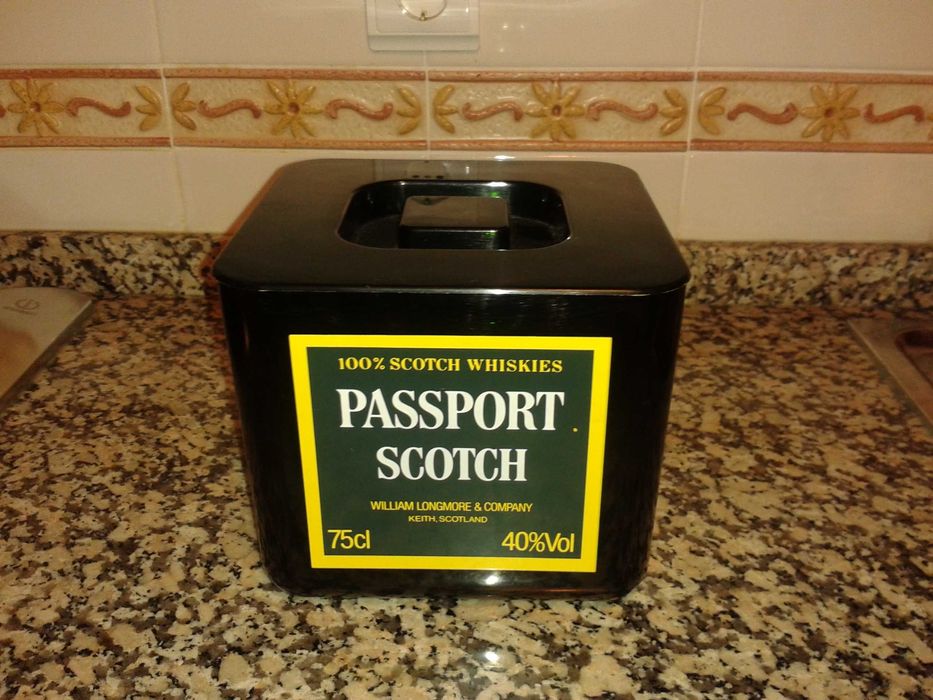 100% SCOTCH WHISKIES
PASSPORT
SCOTCH
WILLIAM LONGMORE & COMPANY
KEITH, SCOTLAND
75cl 40%Vol